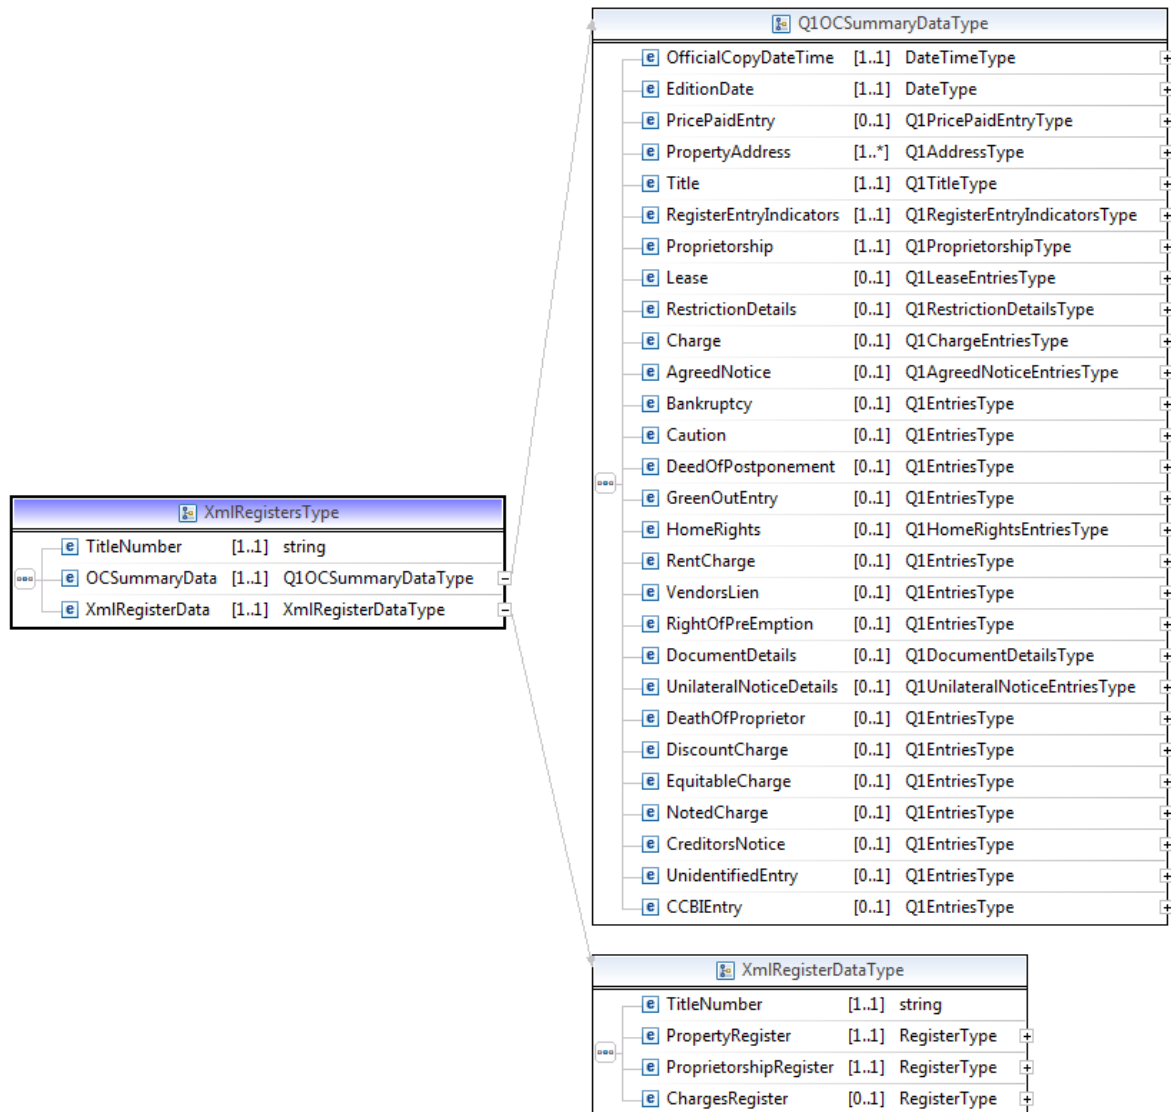 XmlRegistersType
e TitleNumber [1..1] string
e OCSummaryData [1..1] Q1OCSummaryDataType
e XmlRegisterData [1..1] XmlRegisterDataType
Q1OCSummaryDataType
e OfficialCopyDateTime [1..1] DateTimeType
e EditionDate [1..1] DateType
e PricePaidEntry [0..1] Q1PricePaidEntryType
e PropertyAddress [1..*] Q1AddressType
e Title [1..1] Q1TitleType
e RegisterEntryIndicators [1..1] Q1RegisterEntryIndicatorsType
e Proprietorship [1..1] Q1ProprietorshipType
e Lease [0..1] Q1LeaseEntriesType
e RestrictionDetails [0..1] Q1RestrictionDetailsType
e Charge [0..1] Q1ChargeEntriesType
e AgreedNotice [0..1] Q1AgreedNoticeEntriesType
e Bankruptcy [0..1] Q1EntriesType
e Caution [0..1] Q1EntriesType
e DeedOfPostponement [0..1] Q1EntriesType
e GreenOutEntry [0..1] Q1EntriesType
e HomeRights [0..1] Q1HomeRightsEntriesType
e RentCharge [0..1] Q1EntriesType
e VendorsLien [0..1] Q1EntriesType
e RightOfPreEmption [0..1] Q1EntriesType
e DocumentDetails [0..1] Q1DocumentDetailsType
e UnilateralNoticeDetails [0..1] Q1UnilateralNoticeEntriesType
e DeathOfProprietor [0..1] Q1EntriesType
e DiscountCharge [0..1] Q1EntriesType
e EquitableCharge [0..1] Q1EntriesType
e NotedCharge [0..1] Q1EntriesType
e CreditorsNotice [0..1] Q1EntriesType
e UnidentifiedEntry [0..1] Q1EntriesType
e CCBIEntry [0..1] Q1EntriesType
XmlRegisterDataType
e TitleNumber [1..1] string
e PropertyRegister [1..1] RegisterType
e ProprietorshipRegister [1..1] RegisterType
e ChargesRegister [0..1] RegisterType